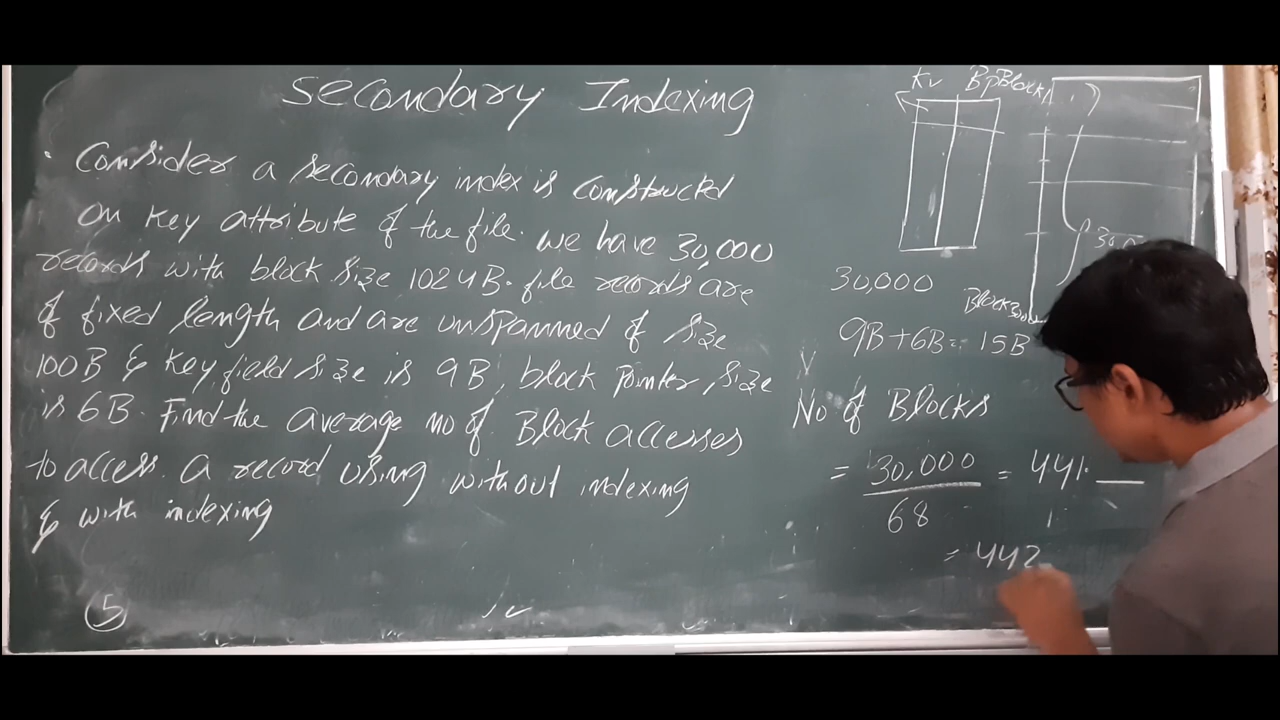 Secondary Indexing
Consider a secondary index is constructed
on key attribute of the file. we have 30,000
records with block size 1024B. file records are
of fixed length and are unspanned of size
100B & key field size is 9B, block pointer, size
is 6B. Find the average no of Block accesses
to access a record using without indexing
& with indexing
5
Kv Bp Block1
30,000
9B+6B= 15B
No of Blocks
= 30,000 = 441.
68
= 442